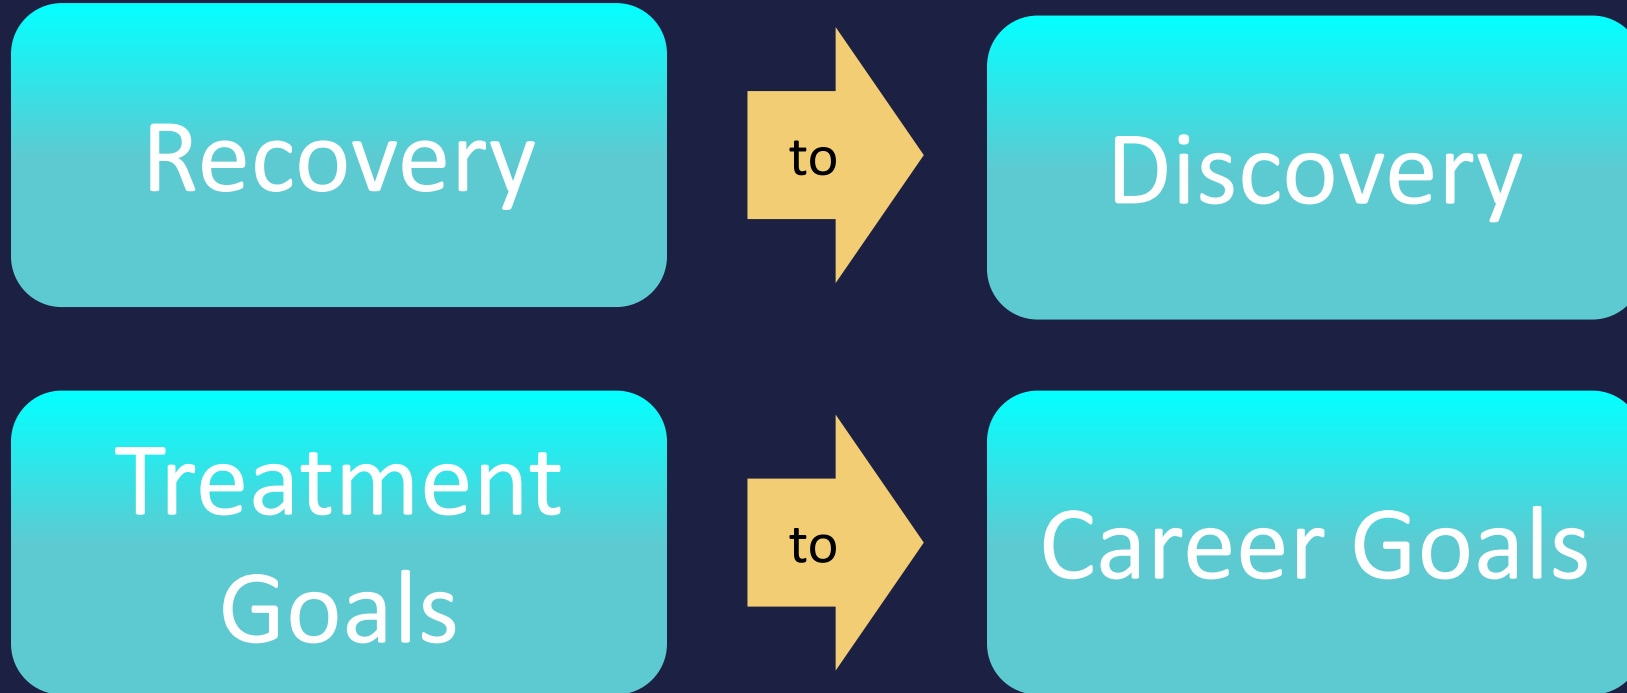 Recovery
to
Discovery
Treatment
Goals
to
Career Goals